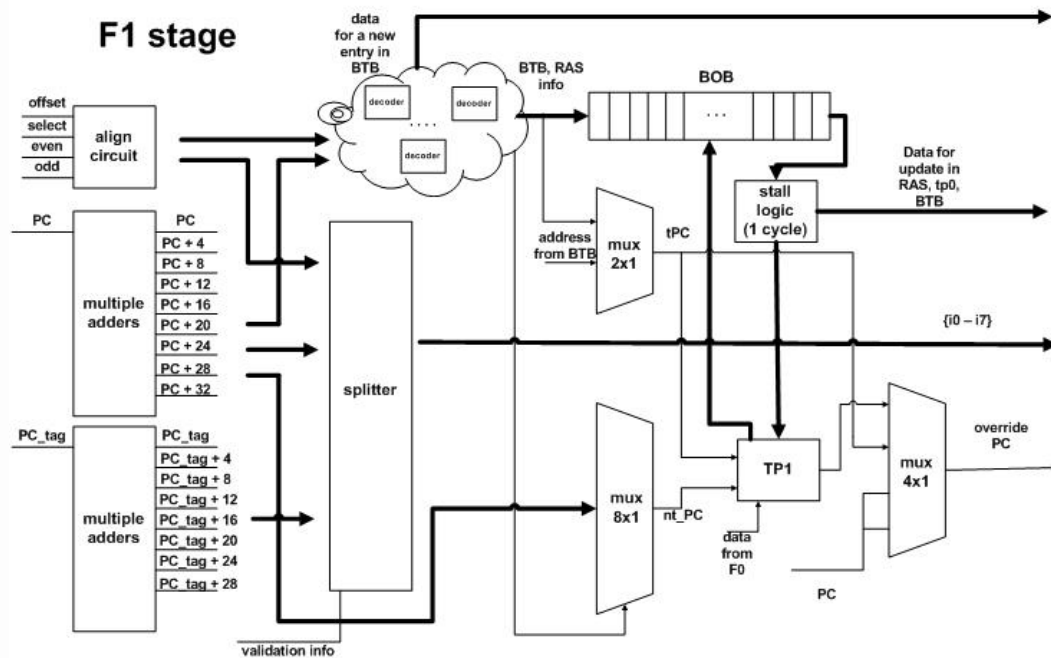 F1 stage
data
for a new
entry in
BTB
offset
select
even
odd
align
circuit
decoder
decoder
. . . .
decoder
BTB, RAS
info
BOB
. . .
Data for
update in
RAS, tp0,
BTB
stall
logic
(1 cycle)
PC
PC
PC + 4
PC + 8
PC + 12
PC + 16
PC + 20
PC + 24
PC + 28
PC + 32
multiple
adders
address
from BTB
mux
2x1
tPC
{i0 – i7}
splitter
PC_tag
PC_tag
PC_tag + 4
PC_tag + 8
PC_tag + 12
PC_tag + 16
PC_tag + 20
PC_tag + 24
PC_tag + 28
multiple
adders
mux
8x1
nt_PC
TP1
data
from
F0
mux
4x1
override
PC
PC
validation info